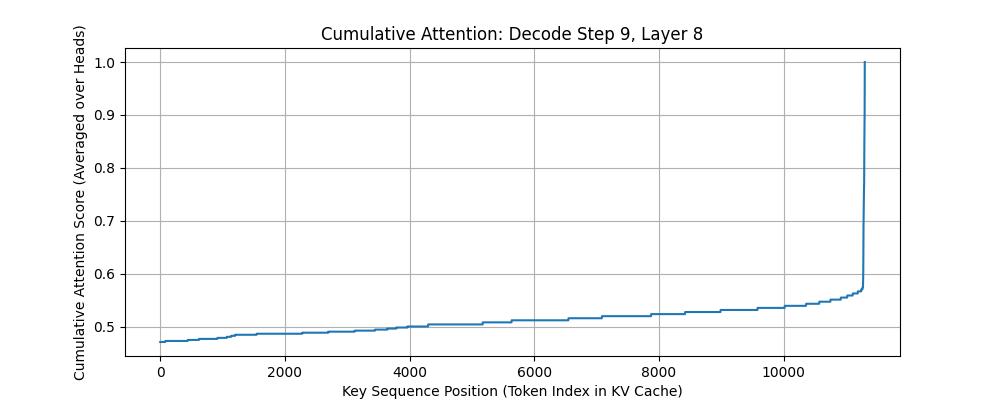 Cumulative Attention: Decode Step 9, Layer 8
Cumulative Attention Score (Averaged over Heads)
1.0
0.9
0.8
0.7
0.6
0.5
0 2000 4000 6000 8000 10000
Key Sequence Position (Token Index in KV Cache)